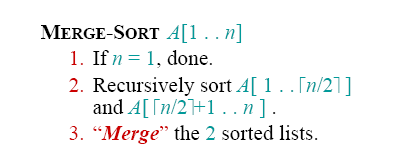 MERGE-SORT A[1 . . n]
1. If n = 1, done.
2. Recursively sort A[ 1 . . ⌈n/2⌉ ]
and A[ ⌈n/2⌉+1 . . n ] .
3. “Merge” the 2 sorted lists.